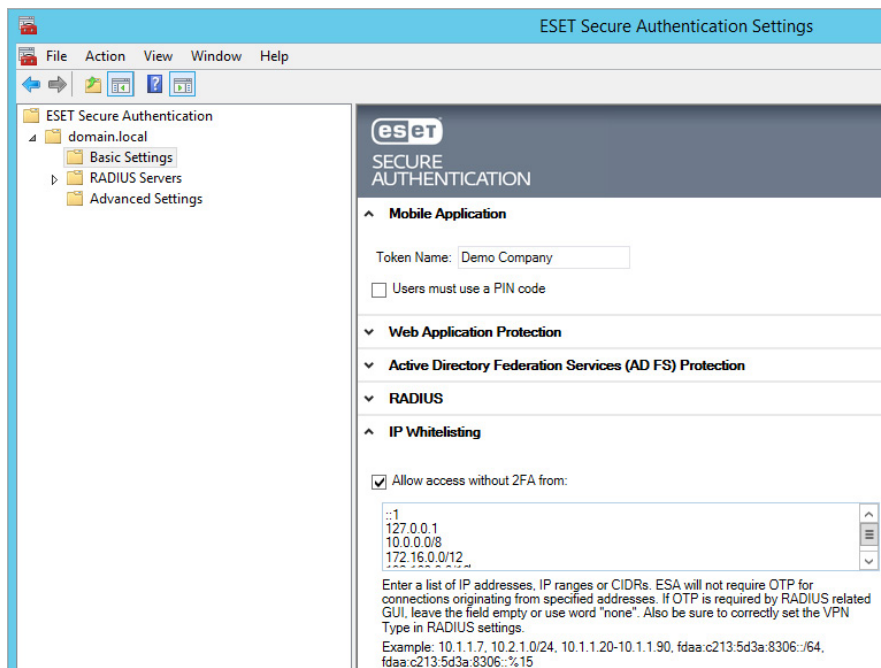 ESET Secure Authentication Settings
File Action View Window Help
ESET Secure Authentication
domain.local
Basic Settings
RADIUS Servers
Advanced Settings
eset
SECURE
AUTHENTICATION
Mobile Application
Token Name: Demo Company
Users must use a PIN code
Web Application Protection
Active Directory Federation Services (AD FS) Protection
RADIUS
IP Whitelisting
Allow access without 2FA from:
::1
127.0.0.1
10.0.0.0/8
172.16.0.0/12
Enter a list of IP addresses, IP ranges or CIDRs. ESA will not require OTP for
connections originating from specified addresses. If OTP is required by RADIUS related
GUI, leave the field empty or use word "none". Also be sure to correctly set the VPN
Type in RADIUS settings.
Example: 10.1.1.7, 10.2.1.0/24, 10.1.1.20-10.1.1.90, fdaa:c213:5d3a:8306::/64,
fdaa:c213:5d3a:8306::%15